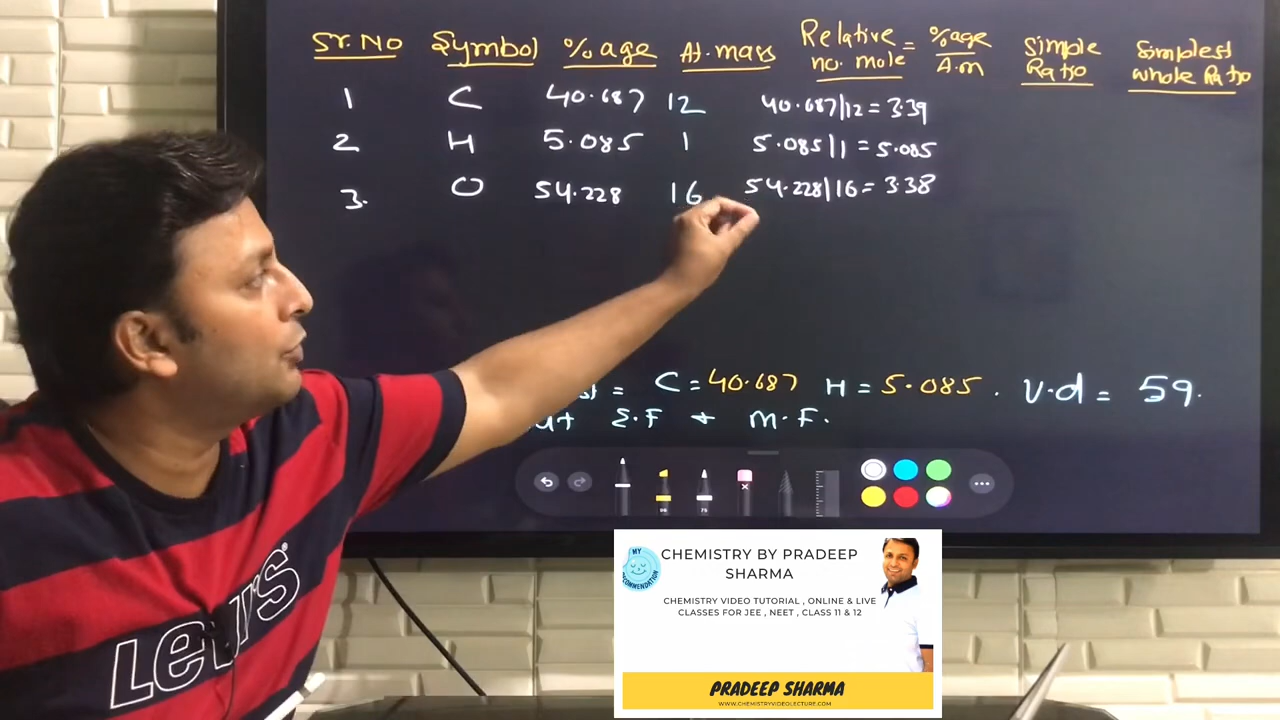 Sr.No Symbol %age At.mass Relative no. mole = %age/A.m Simple Ratio Simplest whole Ratio
1 C 40.687 12 40.687/12 = 3.39
2 H 5.085 1 5.085/1 = 5.085
3. O 54.228 16 54.228/16 = 3.38
= C = 40.687 H = 5.085. V.d = 59.
E.F + M.F.
LEVI'S
MY RECOMMENDATION
CHEMISTRY BY PRADEEP
SHARMA
CHEMISTRY VIDEO TUTORIAL , ONLINE & LIVE
CLASSES FOR JEE , NEET , CLASS 11 & 12
PRADEEP SHARMA
WWW.CHEMISTRYVIDEOLECTURE.COM